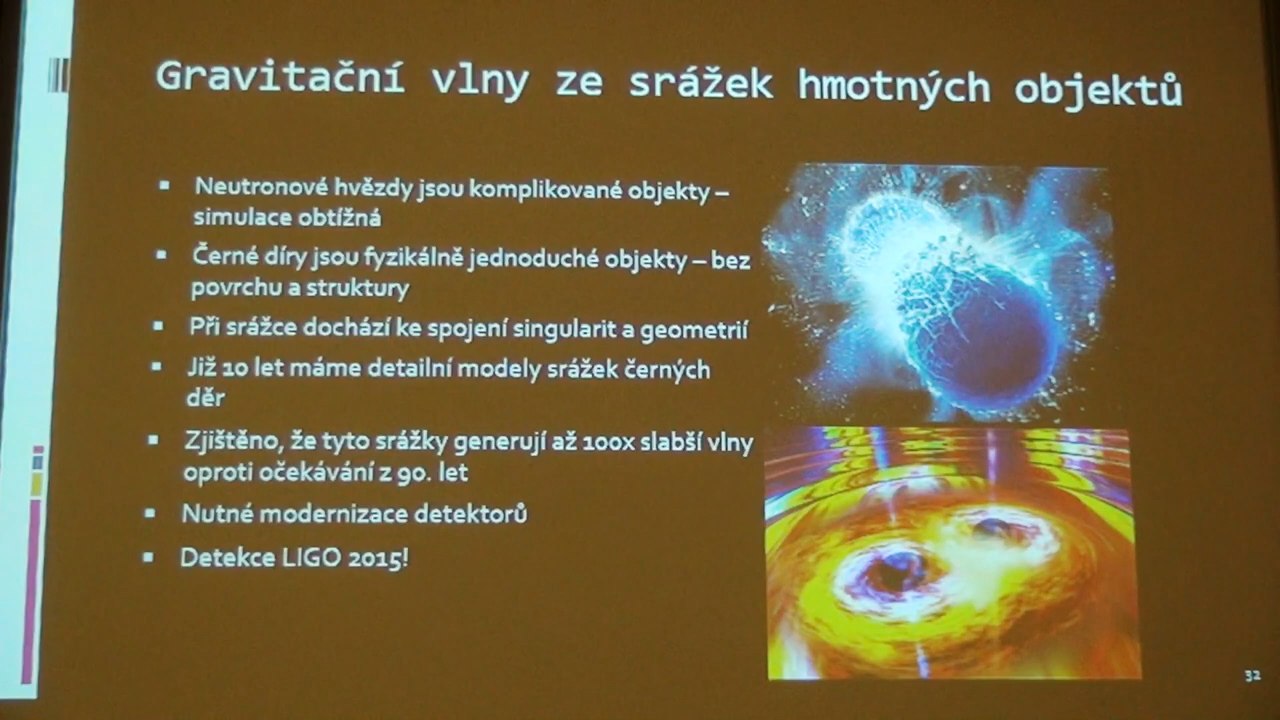 Gravitační vlny ze srážek hmotných objektů
▪ Neutronové hvězdy jsou komplikované objekty –
simulace obtížná
▪ Černé díry jsou fyzikálně jednoduché objekty – bez
povrchu a struktury
▪ Při srážce dochází ke spojení singularit a geometrií
▪ Již 10 let máme detailní modely srážek černých
děr
▪ Zjištěno, že tyto srážky generují až 100x slabší vlny
oproti očekávání z 90. let
▪ Nutné modernizace detektorů
▪ Detekce LIGO 2015!
32